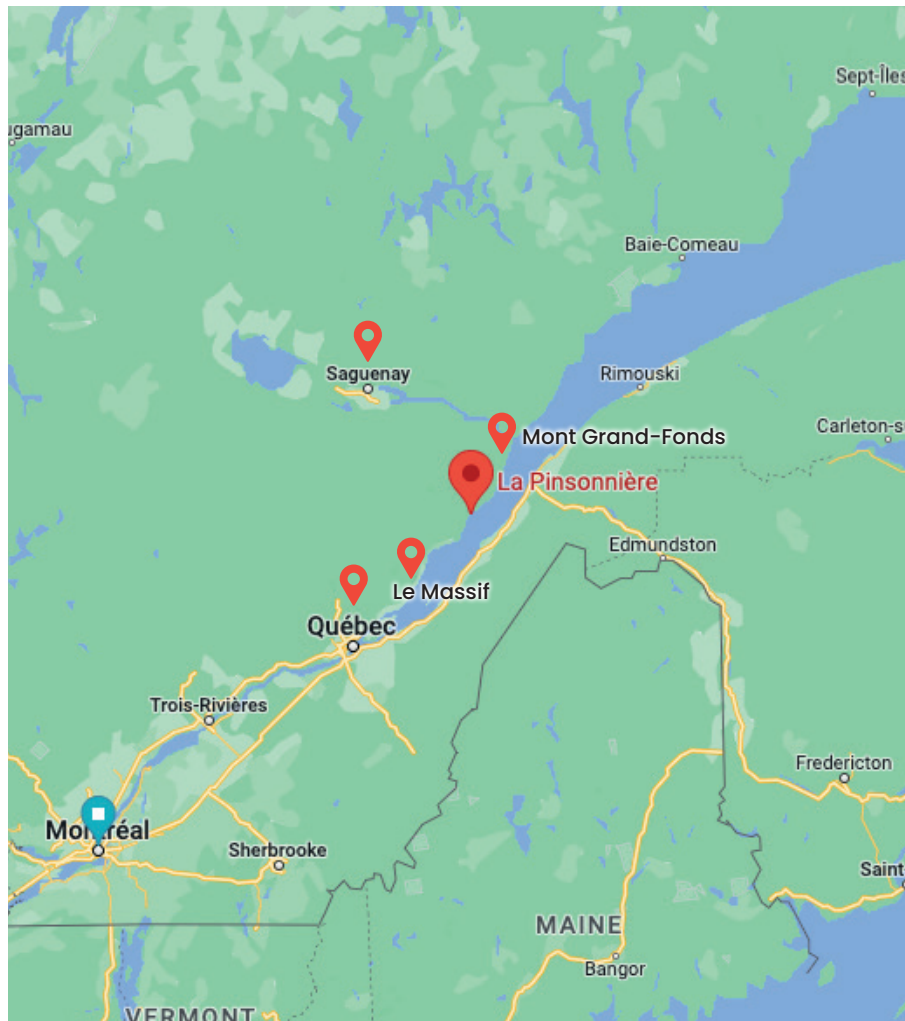 Sept-Îles
ugamau
Baie-Comeau
Saguenay
Rimouski
Carleton-su
Mont Grand-Fonds
La Pinsonnière
Edmundston
Le Massif
Québec
Trois-Rivières
Fredericton
Montréal
Sherbrooke
Saint
MAINE
Bangor
VERMONT